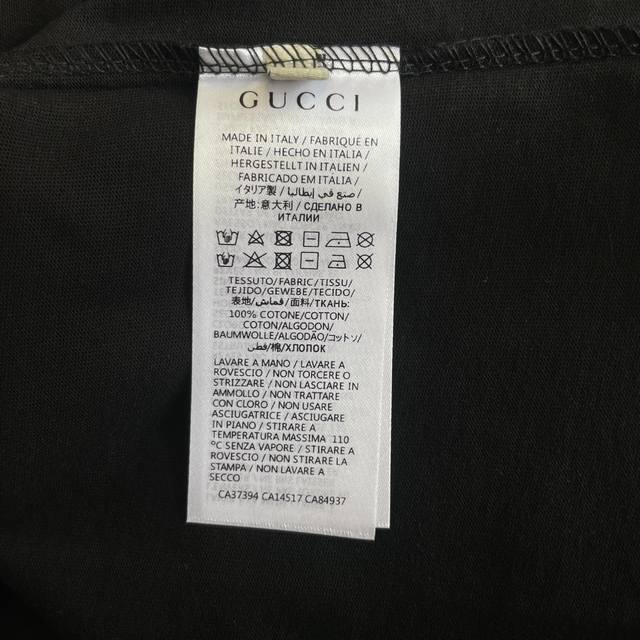 GUCCI
MADE IN ITALY / FABRIQUÉ EN
ITALIE / HECHO EN ITALIA /
HERGESTELLT IN ITALIEN /
FABRICADO EM ITÁLIA /
イタリア製 / صنع في إيطاليا /
产地:意大利 / СДЕЛАНО В
ИТАЛИИ
TESSUTO/FABRIC/TISSU/
TEJIDO/GEWEBE/TECIDO/
表地/قماش/面料/ТКАНЬ:
100% COTONE/COTTON/
COTON/ALGODON/
BAUMWOLLE/ALGODÃO/コットン/
قطن/棉/ХЛОПОК
LAVARE A MANO / LAVARE A
ROVESCIO / NON TORCERE O
STRIZZARE / NON LASCIARE IN
AMMOLLO / NON TRATTARE
CON CLORO / NON USARE
ASCIUGATRICE / ASCIUGARE
IN PIANO / STIRARE A
TEMPERATURA MASSIMA 110
°C SENZA VAPORE / STIRARE A
ROVESCIO / NON STIRARE LA
STAMPA / NON LAVARE A
SECCO
CA37394 CA14517 CA84937